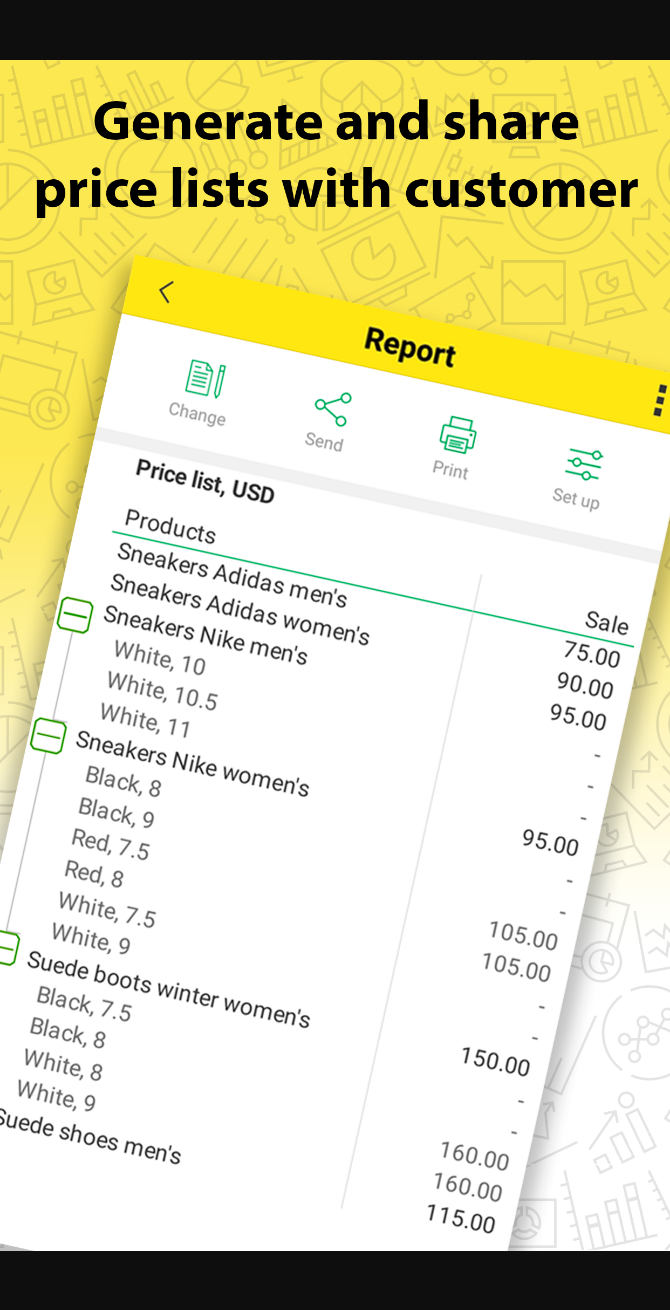 Generate and share
price lists with customer
Report
Change Send Print Set up
Price list, USD
Products Sale
Sneakers Adidas men's 75.00
Sneakers Adidas women's 90.00
Sneakers Nike men's 95.00
White, 10 -
White, 10.5 -
White, 11 -
Sneakers Nike women's 95.00
Black, 8 -
Black, 9 -
Red, 7.5 105.00
Red, 8 105.00
White, 7.5 -
White, 9 -
Suede boots winter women's 150.00
Black, 7.5 -
Black, 8 -
White, 8 160.00
White, 9 160.00
Suede shoes men's 115.00